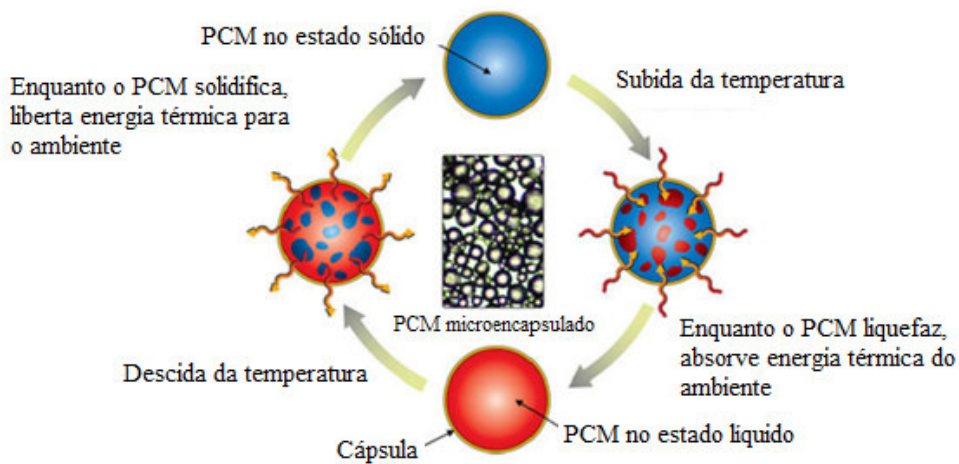 PCM no estado sólido
Enquanto o PCM solidifica,
liberta energia térmica para
o ambiente
Subida da temperatura
PCM microencapsulado
Enquanto o PCM liquefaz,
absorve energia térmica do
ambiente
Descida da temperatura
Cápsula
PCM no estado líquido